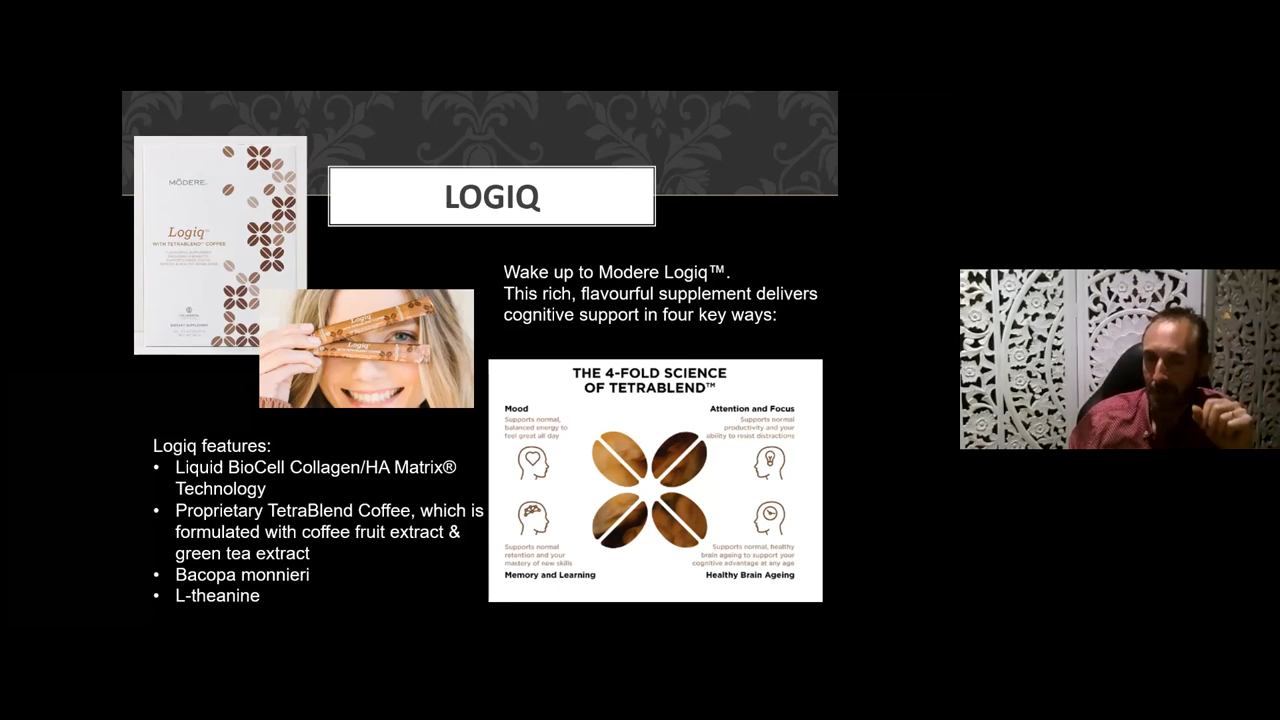 LOGIQ
MODERE
Logiq™
WITH TETRABLEND™ COFFEE
DIETARY SUPPLEMENT
Logiq
Logiq
Wake up to Modere Logiq™.
This rich, flavourful supplement delivers
cognitive support in four key ways:
Logiq features:
• Liquid BioCell Collagen/HA Matrix®
Technology
• Proprietary TetraBlend Coffee, which is
formulated with coffee fruit extract &
green tea extract
• Bacopa monnieri
• L-theanine
THE 4-FOLD SCIENCE
OF TETRABLEND™
Mood
Supports normal,
balanced energy to
feel great all day
Attention and Focus
Supports normal
productivity and your
ability to resist distractions
Supports normal
retention and your
mastery of new skills
Memory and Learning
Supports normal, healthy
brain ageing to support your
cognitive advantage at any age
Healthy Brain Ageing